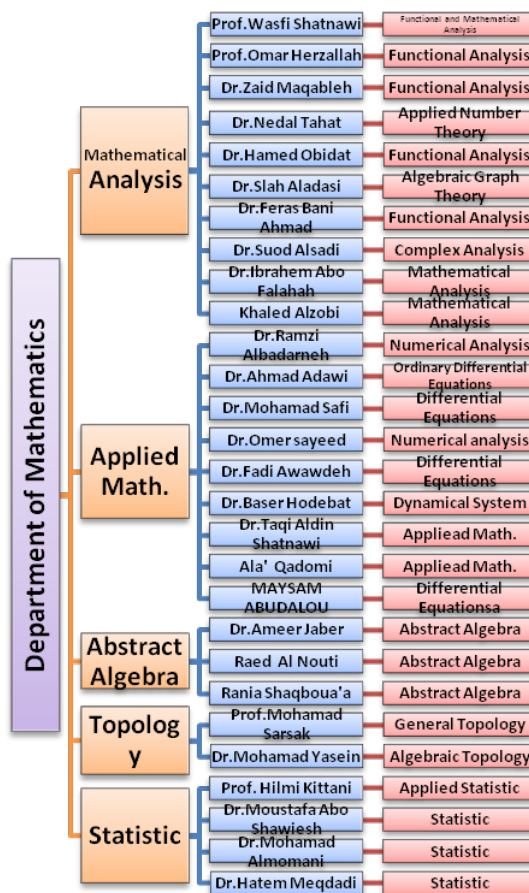 Department of Mathematics
Mathematical
Analysis
Prof.Wasfi Shatnawi
Functional and Mathematical
Analysis
Prof.Omar Herzallah
Functional Analysis
Dr.Zaid Maqableh
Functional Analysis
Dr.Nedal Tahat
Applied Number
Theory
Dr.Hamed Obidat
Functional Analysis
Dr.Slah Aladasi
Algebraic Graph
Theory
Dr.Feras Bani
Ahmad
Functional Analysis
Dr.Suod Alsadi
Complex Analysis
Dr.Ibrahem Abo
Falahah
Mathematical
Analysis
Khaled Alzobi
Mathematical
Analysis
Applied
Math.
Dr.Ramzi
Albadarneh
Numerical Analysis
Dr.Ahmad Adawi
Ordinary Differential
Equations
Dr.Mohamad Safi
Differential
Equations
Dr.Omer sayeed
Numerical analysis
Dr.Fadi Awawdeh
Differential
Equations
Dr.Baser Hodebat
Dynamical System
Dr.Taqi Aldin
Shatnawi
Appliead Math.
Ala' Qadomi
Appliead Math.
MAYSAM
ABUDALOU
Differential
Equationsa
Abstract
Algebra
Dr.Ameer Jaber
Abstract Algebra
Raed Al Nouti
Abstract Algebra
Rania Shaqboua'a
Abstract Algebra
Topolog
y
Prof.Mohamad
Sarsak
General Topology
Dr.Mohamad Yasein
Algebraic Topology
Statistic
Prof. Hilmi Kittani
Applied Statistic
Dr.Moustafa Abo
Shawiesh
Statistic
Dr.Mohamad
Almomani
Statistic
Dr.Hatem Meqdadi
Statistic